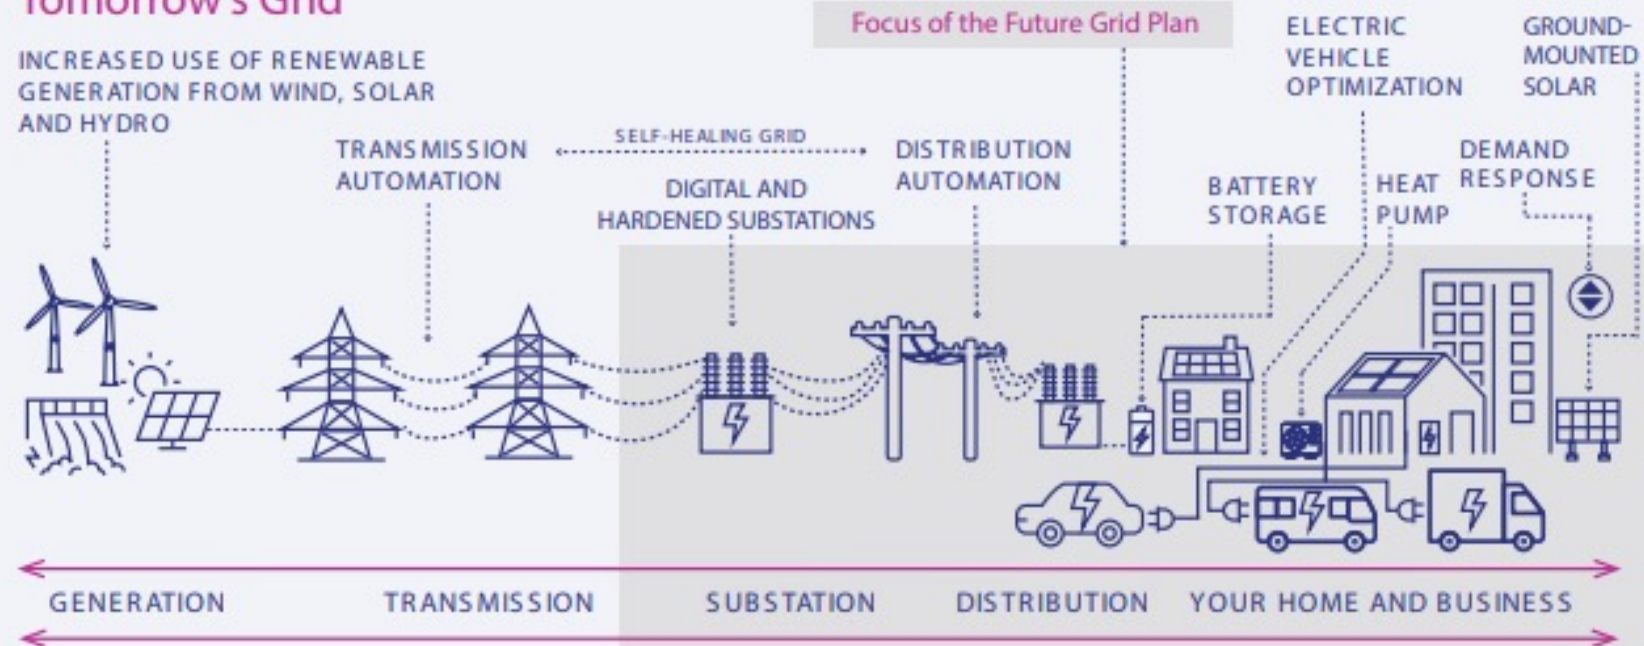 Tomorrow's Grid
INCREASED USE OF RENEWABLE
GENERATION FROM WIND, SOLAR
AND HYDRO
TRANSMISSION
AUTOMATION
SELF-HEALING GRID
DIGITAL AND
HARDENED SUBSTATIONS
DISTRIBUTION
AUTOMATION
Focus of the Future Grid Plan
BATTERY
STORAGE
ELECTRIC
VEHICLE
OPTIMIZATION
HEAT
PUMP
DEMAND
RESPONSE
GROUND-
MOUNTED
SOLAR
GENERATION
TRANSMISSION
SUBSTATION
DISTRIBUTION
YOUR HOME AND BUSINESS